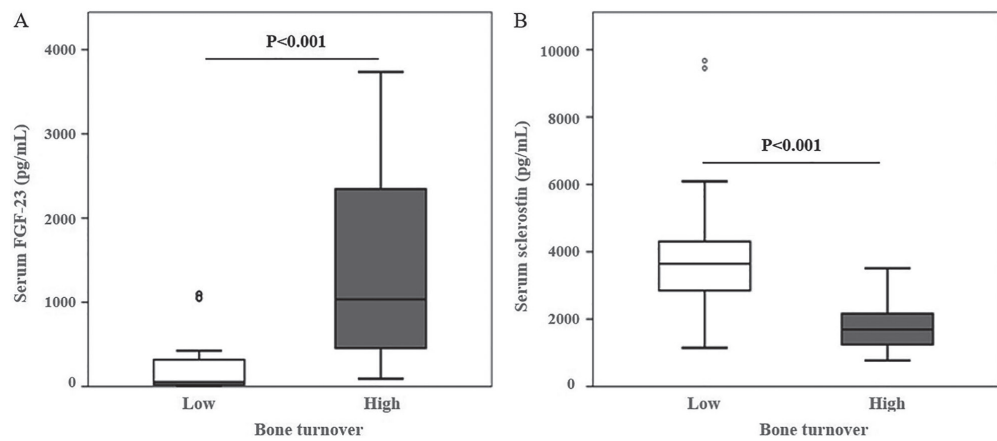 A
P<0.001
4000
3000
2000
1000
0
Serum FGF-23 (pg/mL)
Low
High
Bone turnover
B
P<0.001
10000
8000
6000
4000
2000
0
Serum sclerostin (pg/mL)
Low
High
Bone turnover